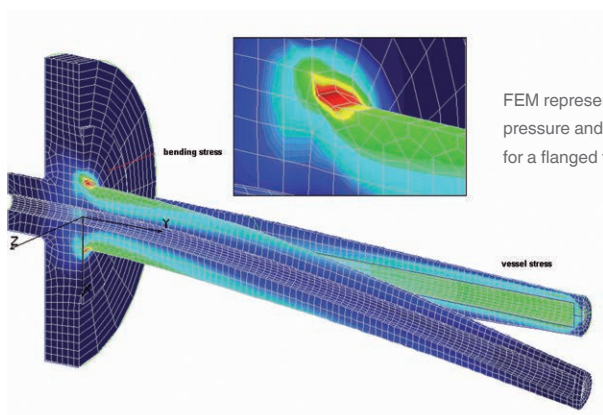 FEM represe
pressure and
for a flanged
bending stress
vessel stress
Z
Y
X